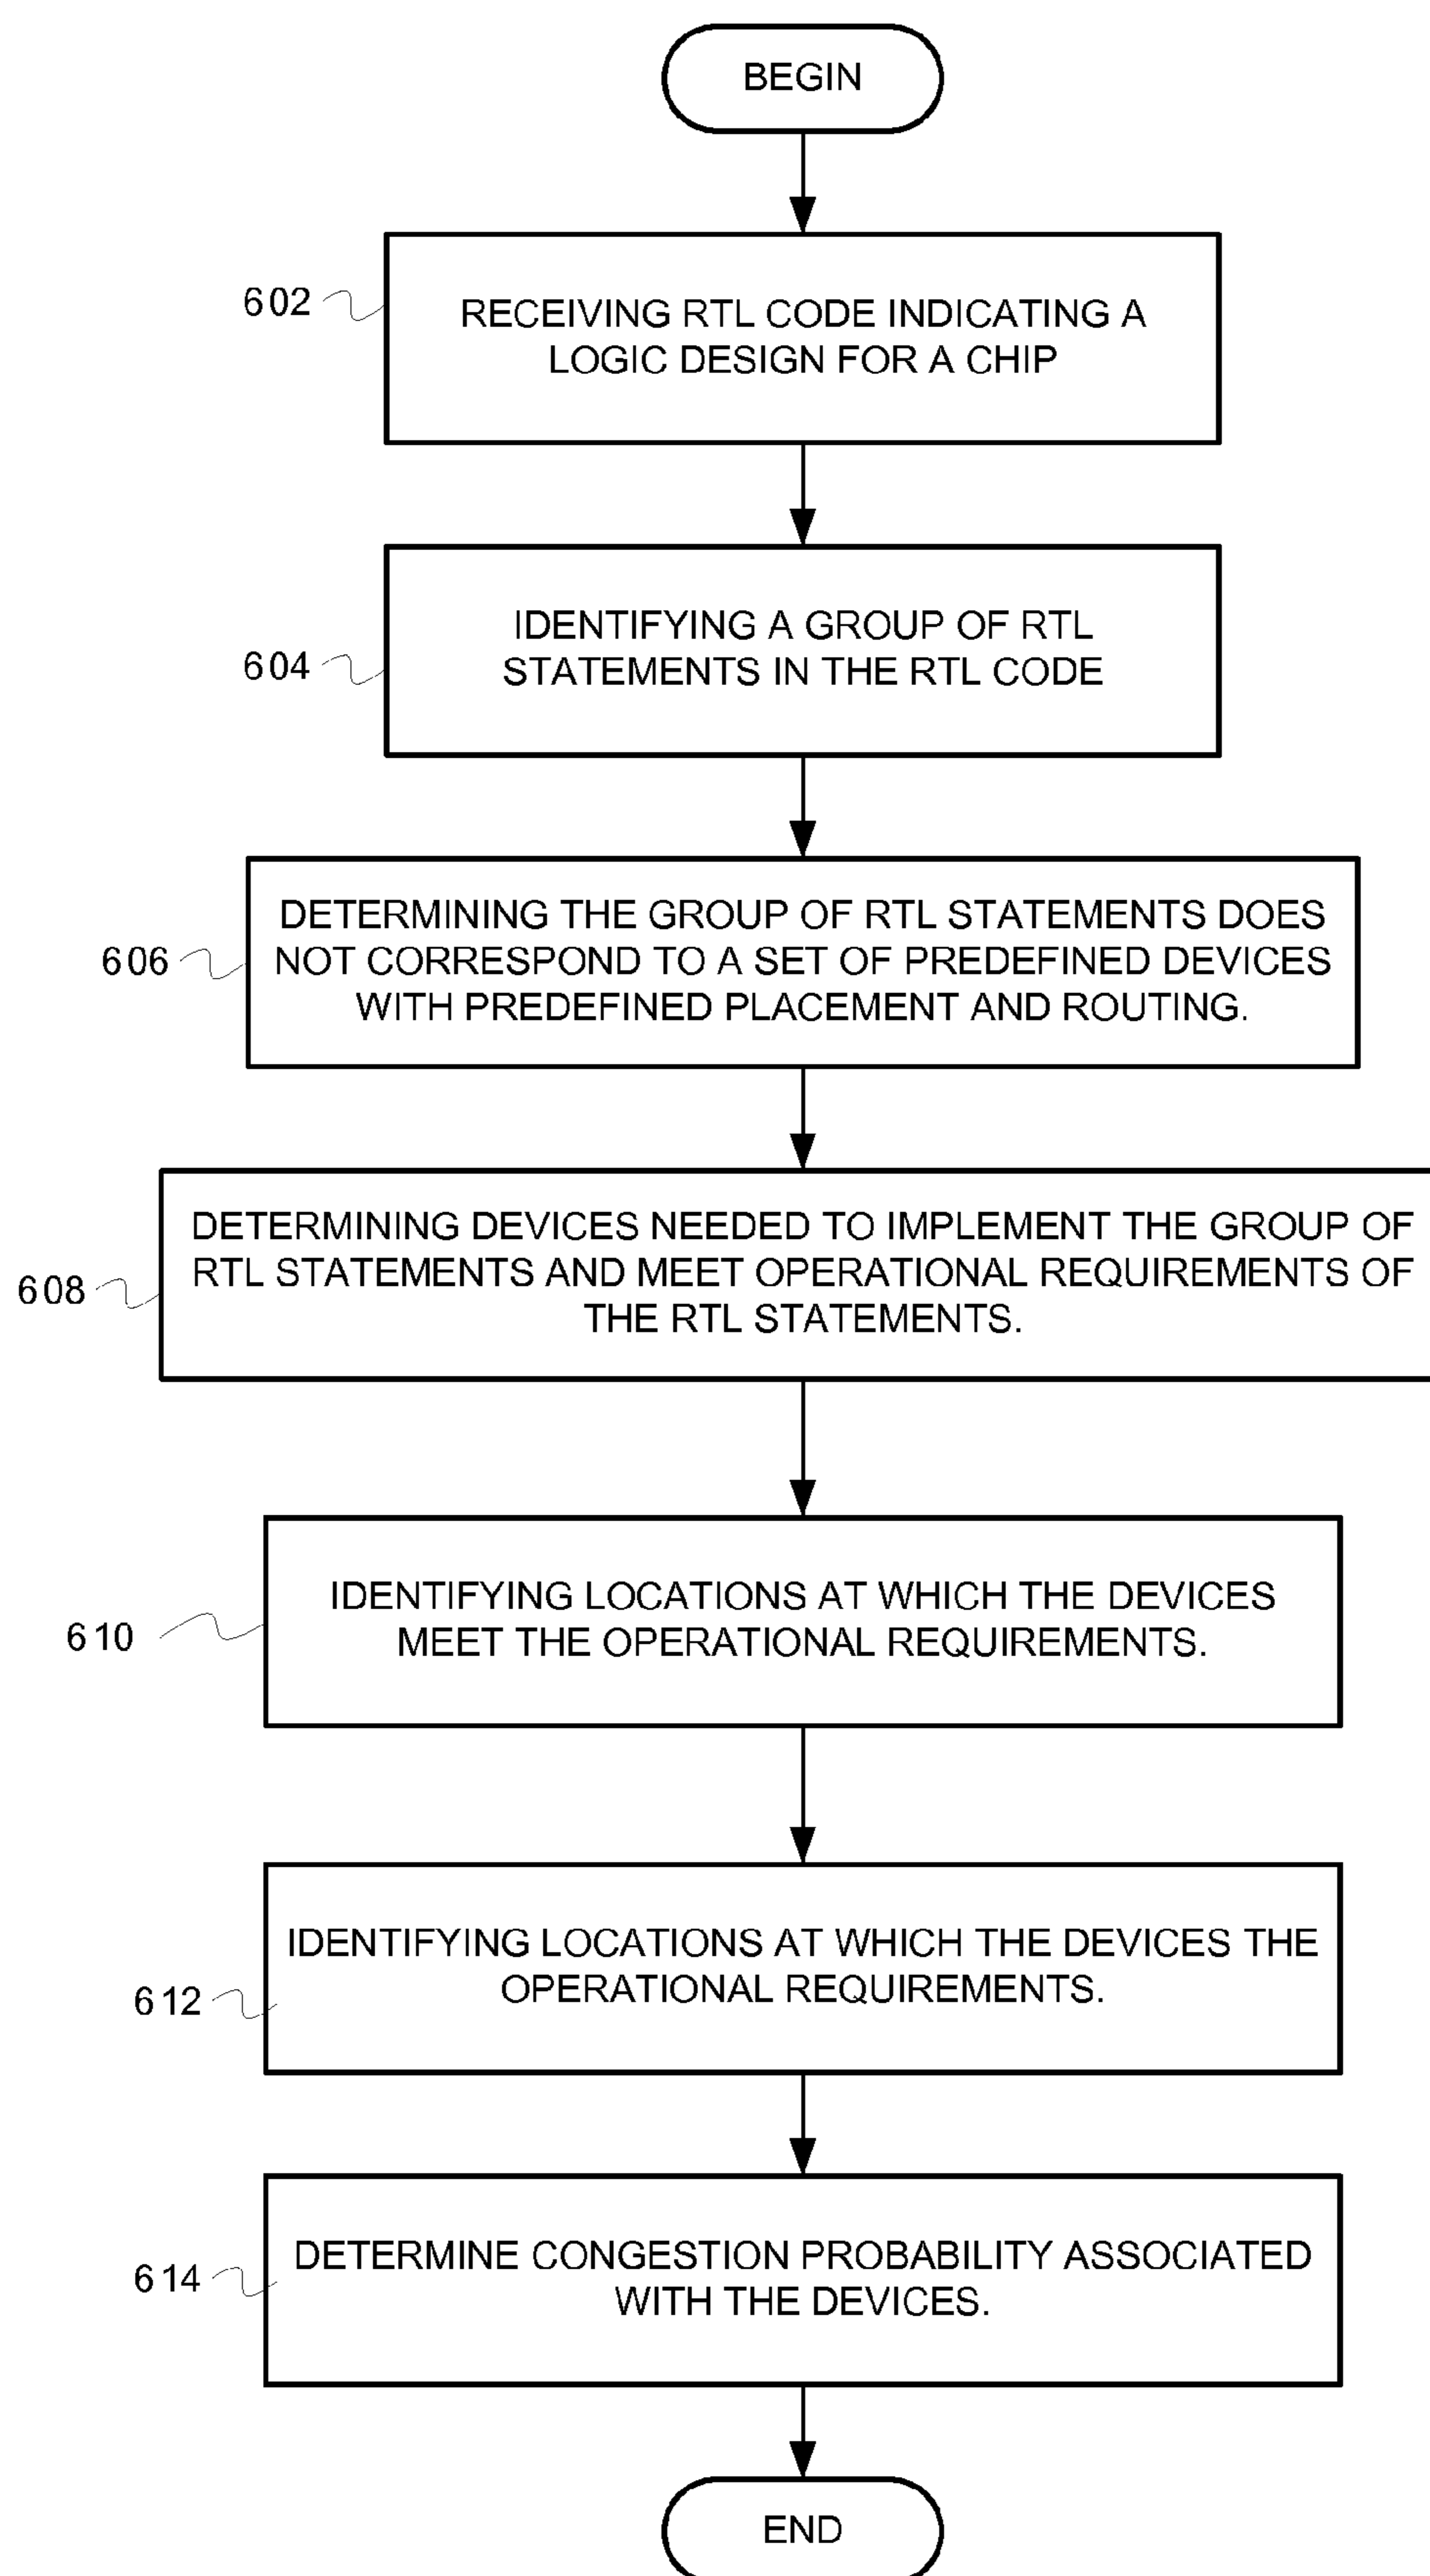 BEGIN
602
RECEIVING RTL CODE INDICATING A
LOGIC DESIGN FOR A CHIP
604
IDENTIFYING A GROUP OF RTL
STATEMENTS IN THE RTL CODE
606
DETERMINING THE GROUP OF RTL STATEMENTS DOES
NOT CORRESPOND TO A SET OF PREDEFINED DEVICES
WITH PREDEFINED PLACEMENT AND ROUTING.
608
DETERMINING DEVICES NEEDED TO IMPLEMENT THE GROUP OF
RTL STATEMENTS AND MEET OPERATIONAL REQUIREMENTS OF
THE RTL STATEMENTS.
610
IDENTIFYING LOCATIONS AT WHICH THE DEVICES
MEET THE OPERATIONAL REQUIREMENTS.
612
IDENTIFYING LOCATIONS AT WHICH THE DEVICES THE
OPERATIONAL REQUIREMENTS.
614
DETERMINE CONGESTION PROBABILITY ASSOCIATED
WITH THE DEVICES.
END